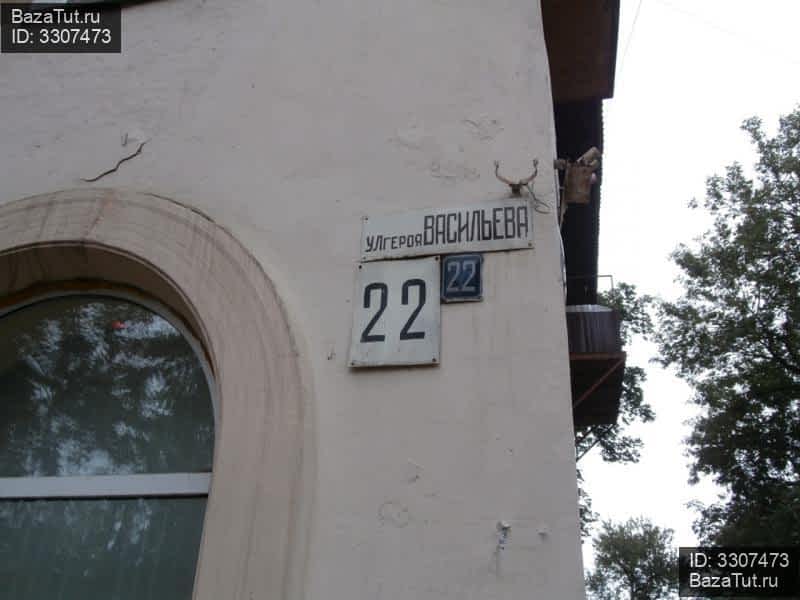 BazaTut.ru
ID: 3307473
УЛ ГЕРОЯ ВАСИЛЬЕВА
22
22
ID: 3307473
BazaTut.ru